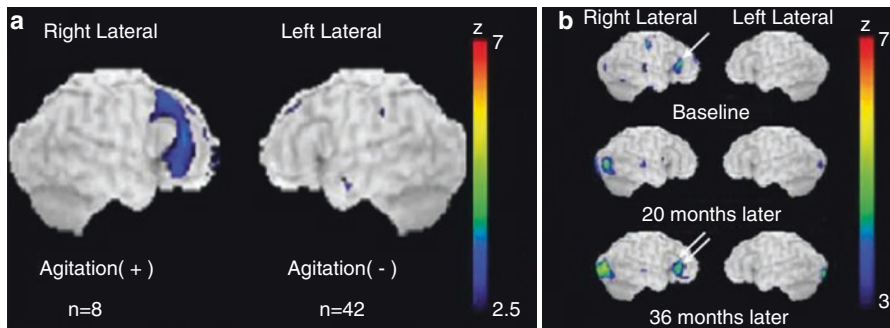 a
Right Lateral Left Lateral
z
7
Agitation( + ) Agitation( - )
n=8 n=42
2.5
b
Right Lateral Left Lateral
z
7
Baseline
20 months later
36 months later
3